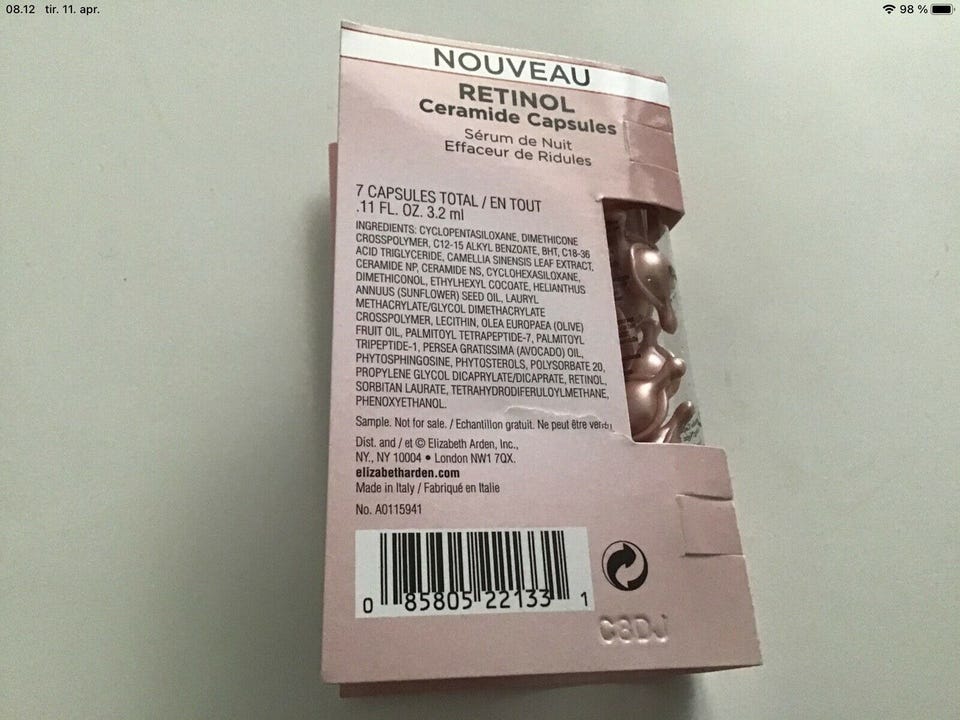 08.12 tir. 11. apr.
98 %
NOUVEAU
RETINOL
Ceramide Capsules
Sérum de Nuit
Effaceur de Ridules
7 CAPSULES TOTAL / EN TOUT
.11 FL. OZ. 3.2 ml
INGREDIENTS: CYCLOPENTASILOXANE, DIMETHICONE
CROSSPOLYMER, C12-15 ALKYL BENZOATE, BHT, C18-36
ACID TRIGLYCERIDE, CAMELLIA SINENSIS LEAF EXTRACT,
CERAMIDE NP, CERAMIDE NS, CYCLOHEXASILOXANE,
DIMETHICONOL, ETHYLHEXYL COCOATE, HELIANTHUS
ANNUUS (SUNFLOWER) SEED OIL, LAURYL
METHACRYLATE/GLYCOL DIMETHACRYLATE
CROSSPOLYMER, LECITHIN, OLEA EUROPAEA (OLIVE)
FRUIT OIL, PALMITOYL TETRAPEPTIDE-7, PALMITOYL
TRIPEPTIDE-1, PERSEA GRATISSIMA (AVOCADO) OIL,
PHYTOSPHINGOSINE, PHYTOSTEROLS, POLYSORBATE 20,
PROPYLENE GLYCOL DICAPRYLATE/DICAPRATE, RETINOL,
SORBITAN LAURATE, TETRAHYDRODIFERULOYLMETHANE,
PHENOXYETHANOL.
Sample. Not for sale. / Echantillon gratuit. Ne peut être vendu
Dist. and / et © Elizabeth Arden, Inc.,
NY., NY 10004 • London NW1 7QX.
elizabetharden.com
Made in Italy / Fabriqué en Italie
No. A0115941
0 85805 22133 1
C8DJ